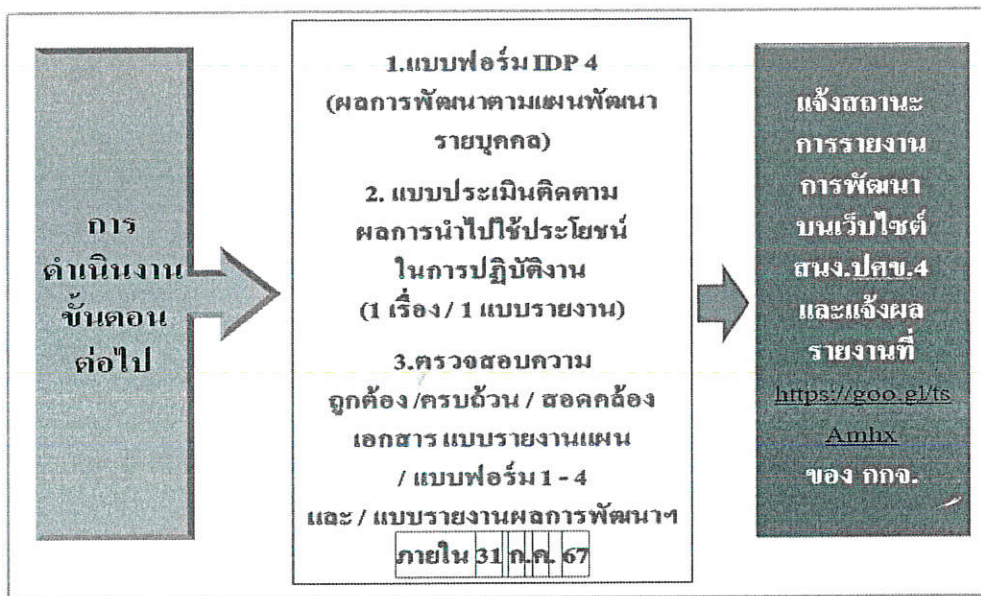 การ
ดำเนินงาน
ขั้นตอน
ต่อไป
1.แบบฟอร์ม IDP 4
(ผลการพัฒนาตามแผนพัฒนา
รายบุคคล)
2. แบบประเมินติดตาม
ผลการนำไปใช้ประโยชน์
ในการปฏิบัติงาน
(1 เรื่อง / 1 แบบรายงาน)
3.ตรวจสอบความ
ถูกต้อง /ครบถ้วน / สอดคล้อง
เอกสาร แบบรายงานแผน
/ แบบฟอร์ม 1 - 4
และ / แบบรายงานผลการพัฒนาฯ
ภายใน 31 ก.ค. 67
แจ้งสถานะ
การรายงาน
การพัฒนา
บนเว็บไซต์
สนง.ปศข.4
และแจ้งผล
รายงานที่
https://goo.gl/ts
Amhx
ของ กกจ.